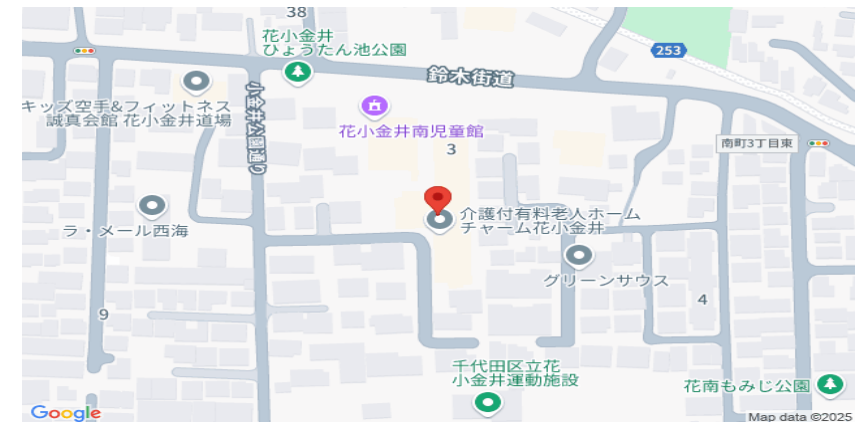 38
花小金井
ひょうたん池公園
253
鈴木街道
キッズ空手&フィットネス
誠真会館 花小金井道場
小金井公園通り
花小金井南児童館
3
南町3丁目東
介護付有料老人ホーム
チャーム花小金井
ラ・メール西海
グリーンサウス
4
9
千代田区立花
小金井運動施設
花南もみじ公園
Google
Map data ©2025